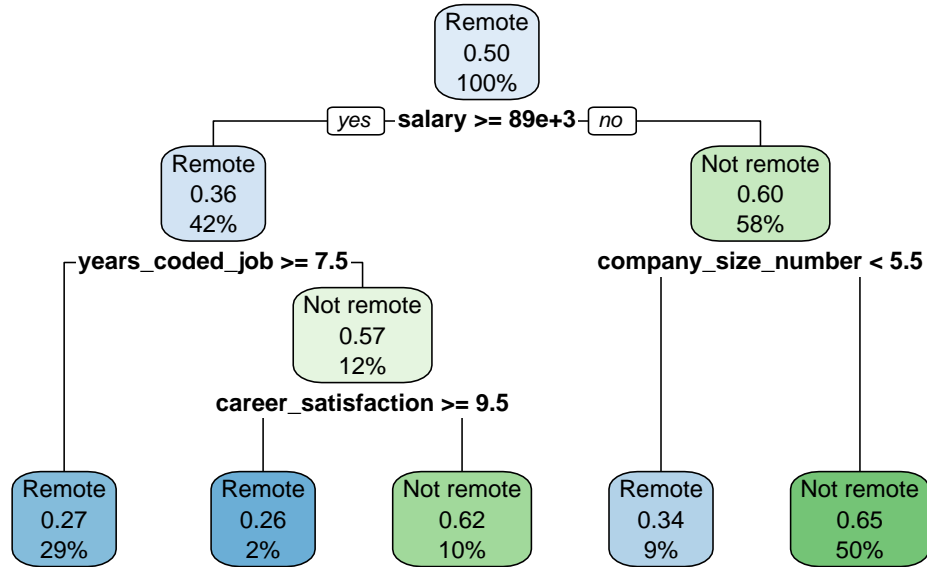 Remote
0.50
100%
yes salary >= 89e+3 no
Remote
0.36
42%
Not remote
0.60
58%
years_coded_job >= 7.5
company_size_number < 5.5
Not remote
0.57
12%
career_satisfaction >= 9.5
Remote
0.27
29%
Remote
0.26
2%
Not remote
0.62
10%
Remote
0.34
9%
Not remote
0.65
50%